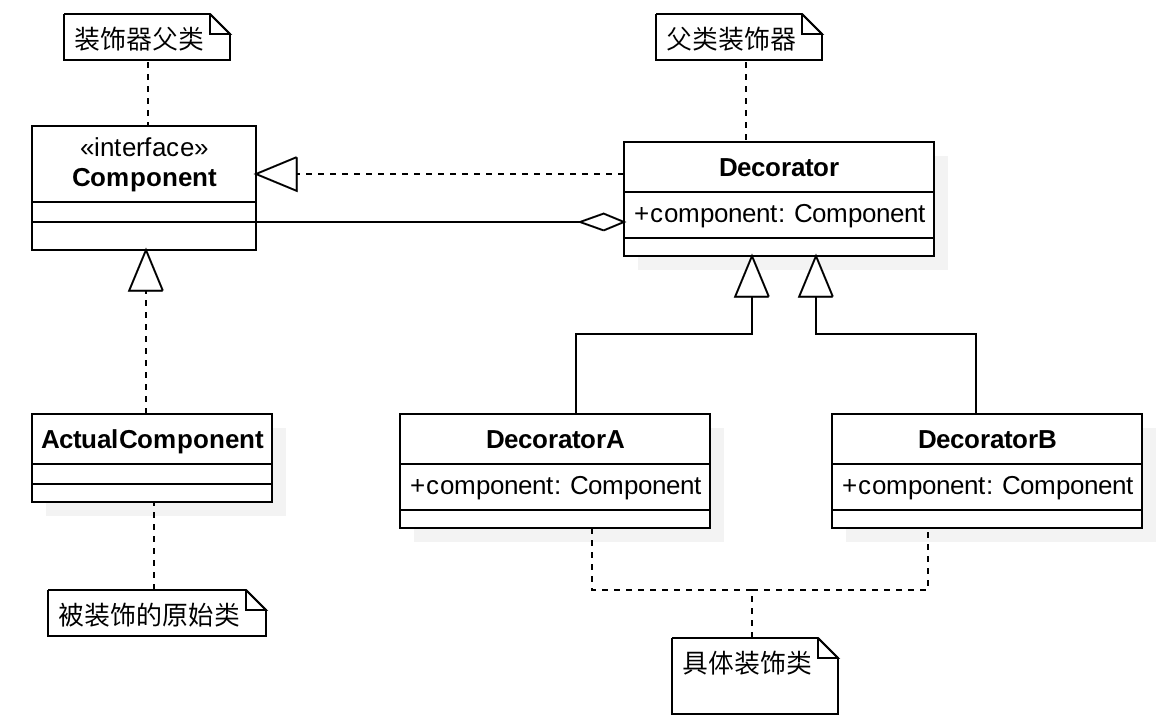 装饰器父类
父类装饰器
«interface»
Component
Decorator
+component: Component
ActualComponent
DecoratorA
+component: Component
DecoratorB
+component: Component
被装饰的原始类
具体装饰类